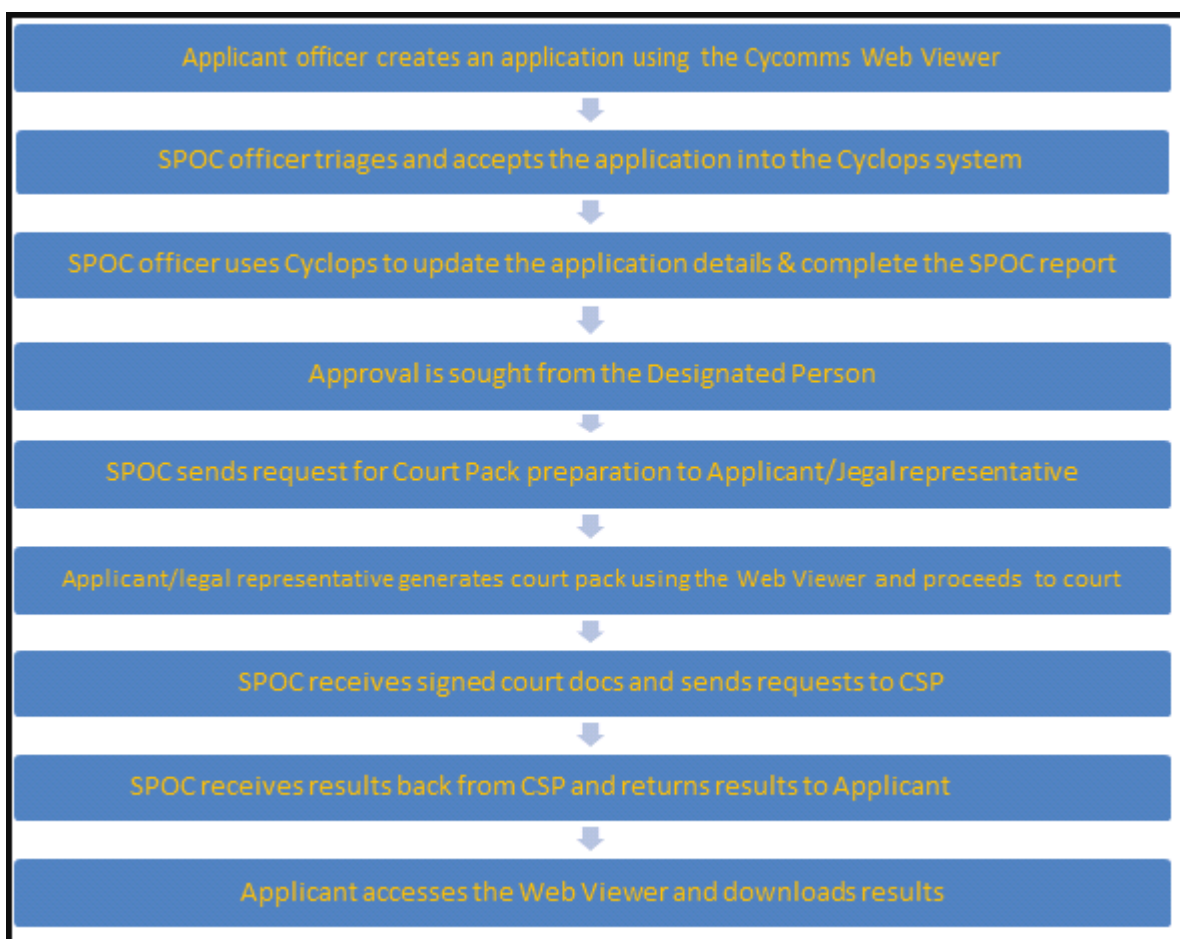 Applicant officer creates an application using the Cycomms Web Viewer
SPOC officer triages and accepts the application into the Cyclops system
SPOC officer uses Cyclops to update the application details & complete the SPOC report
Approval is sought from the Designated Person
SPOC sends request for Court Pack preparation to Applicant/Jegal representative
Applicant/legal representative generates court pack using the Web Viewer and proceeds to court
SPOC receives signed court docs and sends requests to CSP
SPOC receives results back from CSP and returns results to Applicant
Applicant accesses the Web Viewer and downloads results